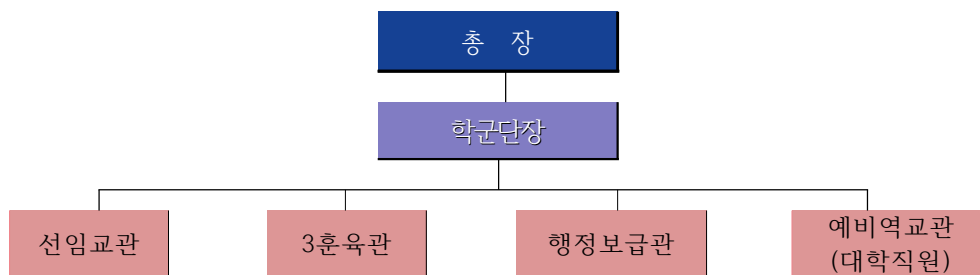 총 장
학군단장
선임교관
3훈육관
행정보급관
예비역교관
(대학직원)